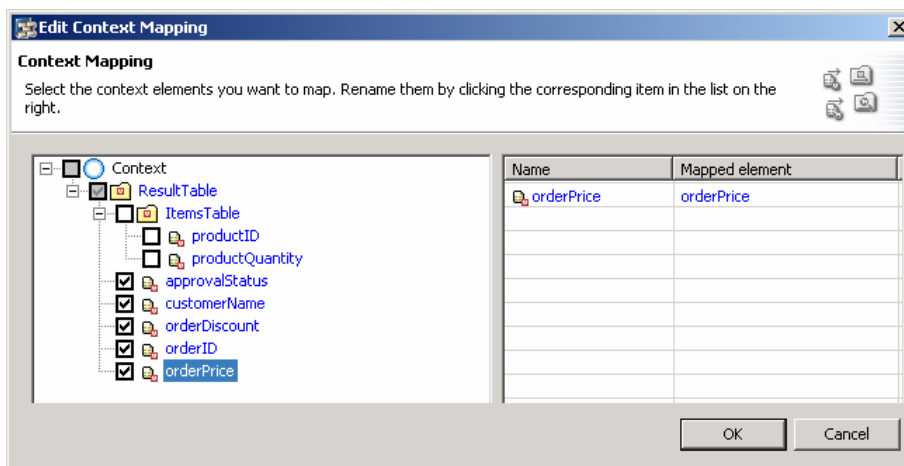 Edit Context Mapping
Context Mapping
Select the context elements you want to map. Rename them by clicking the corresponding item in the list on the
right.
Context
ResultTable
ItemsTable
productID
productQuantity
approvalStatus
customerName
orderDiscount
orderID
orderPrice
Name Mapped element
orderPrice orderPrice
OK Cancel